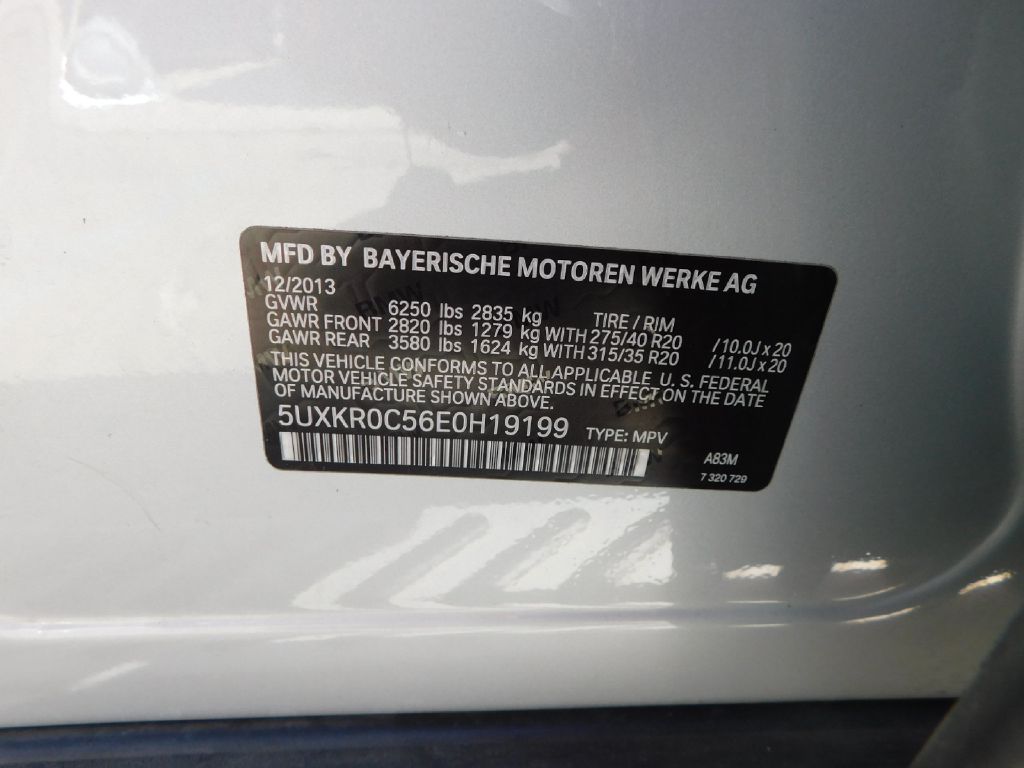 MFD BY BAYERISCHE MOTOREN WERKE AG
12/2013
GVWR 6250 lbs 2835 kg TIRE / RIM
GAWR FRONT 2820 lbs 1279 kg WITH 275/40 R20 /10.0J x 20
GAWR REAR 3580 lbs 1624 kg WITH 315/35 R20 /11.0J x 20
THIS VEHICLE CONFORMS TO ALL APPLICABLE U. S. FEDERAL
MOTOR VEHICLE SAFETY STANDARDS IN EFFECT ON THE DATE
OF MANUFACTURE SHOWN ABOVE.
5UXKR0C56E0H19199 TYPE: MPV
A83M
7 320 729